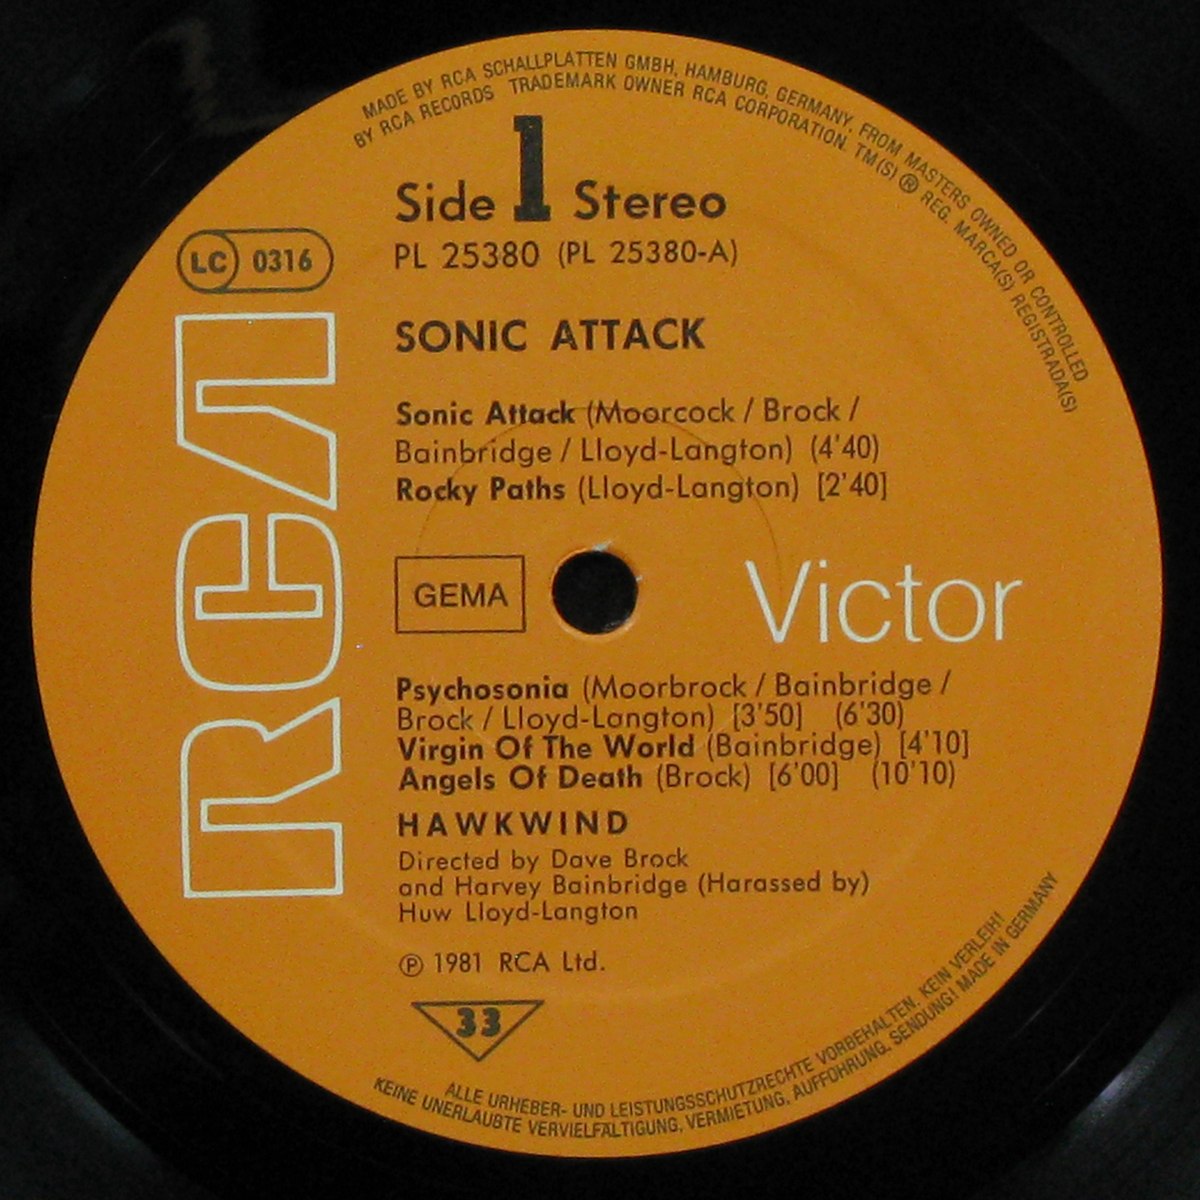 MADE BY RCA SCHALLPLATTEN GMBH, HAMBURG, GERMANY, FROM MASTERS OWNED OR CONTROLLED
BY RCA RECORDS TRADEMARK OWNER RCA CORPORATION. TM(S) ® REG. MARCA(S) REGISTRADA(S)
Side 1 Stereo
PL 25380 (PL 25380-A)
LC 0316
RCA
SONIC ATTACK
Sonic Attack (Moorcock / Brock /
Bainbridge / Lloyd-Langton) (4'40)
Rocky Paths (Lloyd-Langton) [2'40]
GEMA
Victor
Psychosonia (Moorbrock / Bainbridge /
Brock / Lloyd-Langton) [3'50] (6'30)
Virgin Of The World (Bainbridge) [4'10]
Angels Of Death (Brock) [6'00] (10'10)
HAWKWIND
Directed by Dave Brock
and Harvey Bainbridge (Harassed by)
Huw Lloyd-Langton
℗ 1981 RCA Ltd.
33
ALLE URHEBER- UND LEISTUNGSSCHUTZRECHTE VORBEHALTEN. KEIN VERLEIH!
KEINE UNERLAUBTE VERVIELFÄLTIGUNG, VERMIETUNG, AUFFÜHRUNG, SENDUNG! MADE IN GERMANY